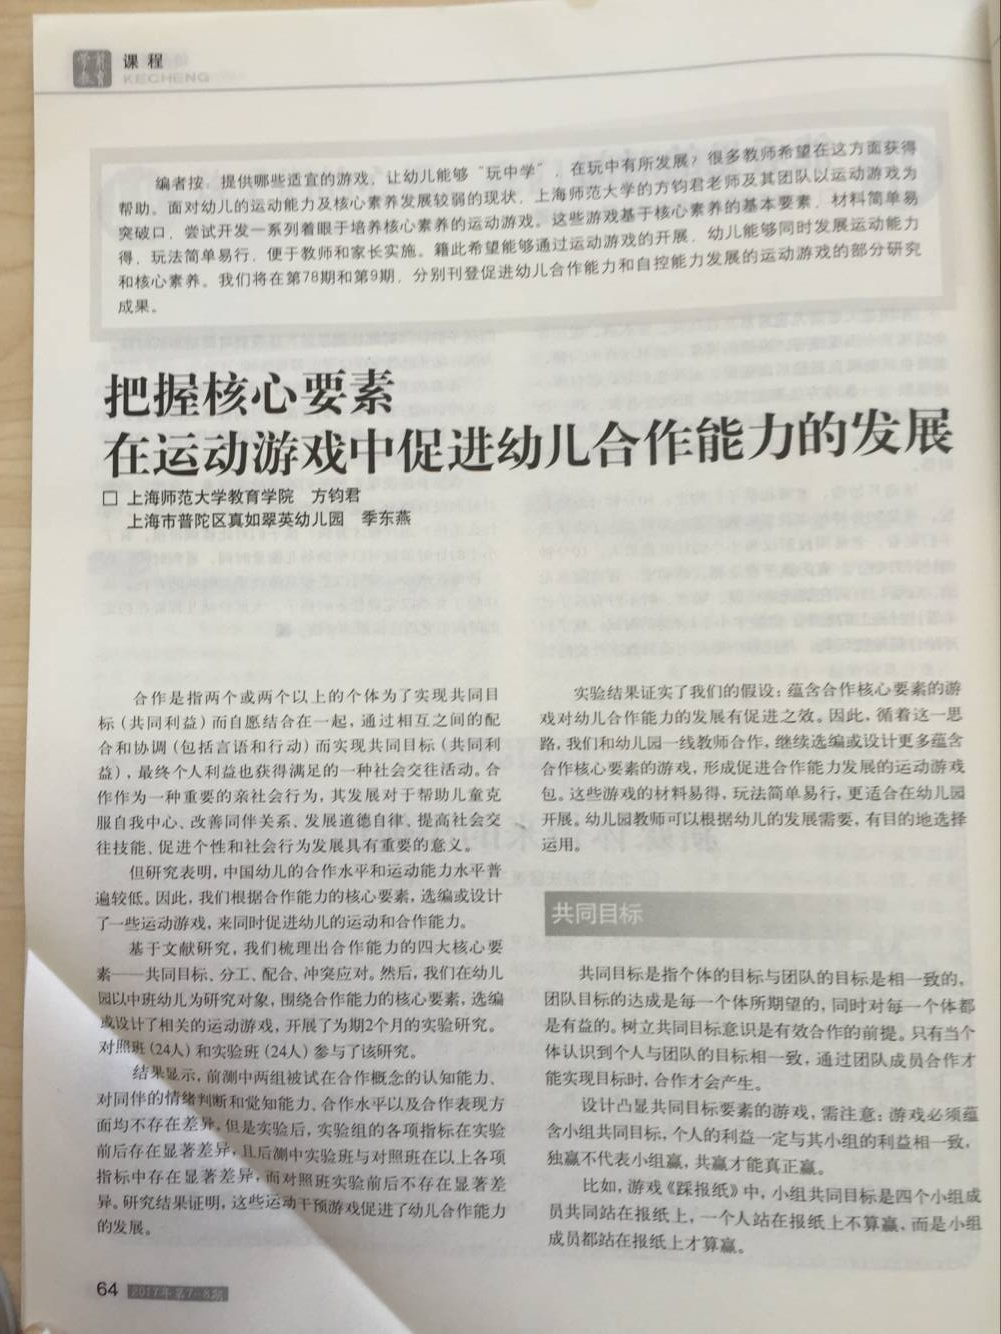 学前教育
课程
KECHENG
编者按：提供哪些适宜的游戏，让幼儿能够“玩中学”，在玩中有所发展？很多教师希望在这方面获得
帮助。面对幼儿的运动能力及核心素养发展较弱的现状，上海师范大学的方钧君老师及其团队以运动游戏为
突破口，尝试开发一系列着眼于培养核心素养的运动游戏。这些游戏基于核心素养的基本要素，材料简单易
得，玩法简单易行，便于教师和家长实施。籍此希望能够通过运动游戏的开展，幼儿能够同时发展运动能力
和核心素养。我们将在第78期和第9期，分别刊登促进幼儿合作能力和自控能力发展的运动游戏的部分研究
成果。
把握核心要素
在运动游戏中促进幼儿合作能力的发展
□ 上海师范大学教育学院 方钧君
上海市普陀区真如翠英幼儿园 季东燕
合作是指两个或两个以上的个体为了实现共同目
标（共同利益）而自愿结合在一起，通过相互之间的配
合和协调（包括言语和行动）而实现共同目标（共同利
益），最终个人利益也获得满足的一种社会交往活动。合
作作为一种重要的亲社会行为，其发展对于帮助儿童克
服自我中心、改善同伴关系、发展道德自律、提高社会交
往技能、促进个性和社会行为发展具有重要的意义。
但研究表明，中国幼儿的合作水平和运动能力水平普
遍较低。因此，我们根据合作能力的核心要素，选编或设计
了一些运动游戏，来同时促进幼儿的运动和合作能力。
基于文献研究，我们梳理出合作能力的四大核心要
素——共同目标、分工、配合、冲突应对。然后，我们在幼儿
园以中班幼儿为研究对象，围绕合作能力的核心要素，选编
或设计了相关的运动游戏，开展了为期2个月的实验研究。
对照班（24人）和实验班（24人）参与了该研究。
结果显示，前测中两组被试在合作概念的认知能力、
对同伴的情绪判断和觉知能力、合作水平以及合作表现方
面均不存在差异。但是实验后，实验组的各项指标在实验
前后存在显著差异，且后测中实验班与对照班在以上各项
指标中存在显著差异，而对照班实验前后不存在显著差
异。研究结果证明，这些运动干预游戏促进了幼儿合作能力
的发展。
实验结果证实了我们的假设：蕴含合作核心要素的游
戏对幼儿合作能力的发展有促进之效。因此，循着这一思
路，我们和幼儿园一线教师合作，继续选编或设计更多蕴含
合作核心要素的游戏，形成促进合作能力发展的运动游戏
包。这些游戏的材料易得，玩法简单易行，更适合在幼儿园
开展。幼儿园教师可以根据幼儿的发展需要，有目的地选择
运用。
共同目标
共同目标是指个体的目标与团队的目标是相一致的，
团队目标的达成是每一个体所期望的，同时对每一个体都
是有益的。树立共同目标意识是有效合作的前提。只有当个
体认识到个人与团队的目标相一致，通过团队成员合作才
能实现目标时，合作才会产生。
设计凸显共同目标要素的游戏，需注意：游戏必须蕴
含小组共同目标，个人的利益一定与其小组的利益相一致，
独赢不代表小组赢，共赢才能真正赢。
比如，游戏《踩报纸》中，小组共同目标是四个小组成
员共同站在报纸上，一个人站在报纸上不算赢，而是小组
成员都站在报纸上才算赢。
64 2017年第7-8期